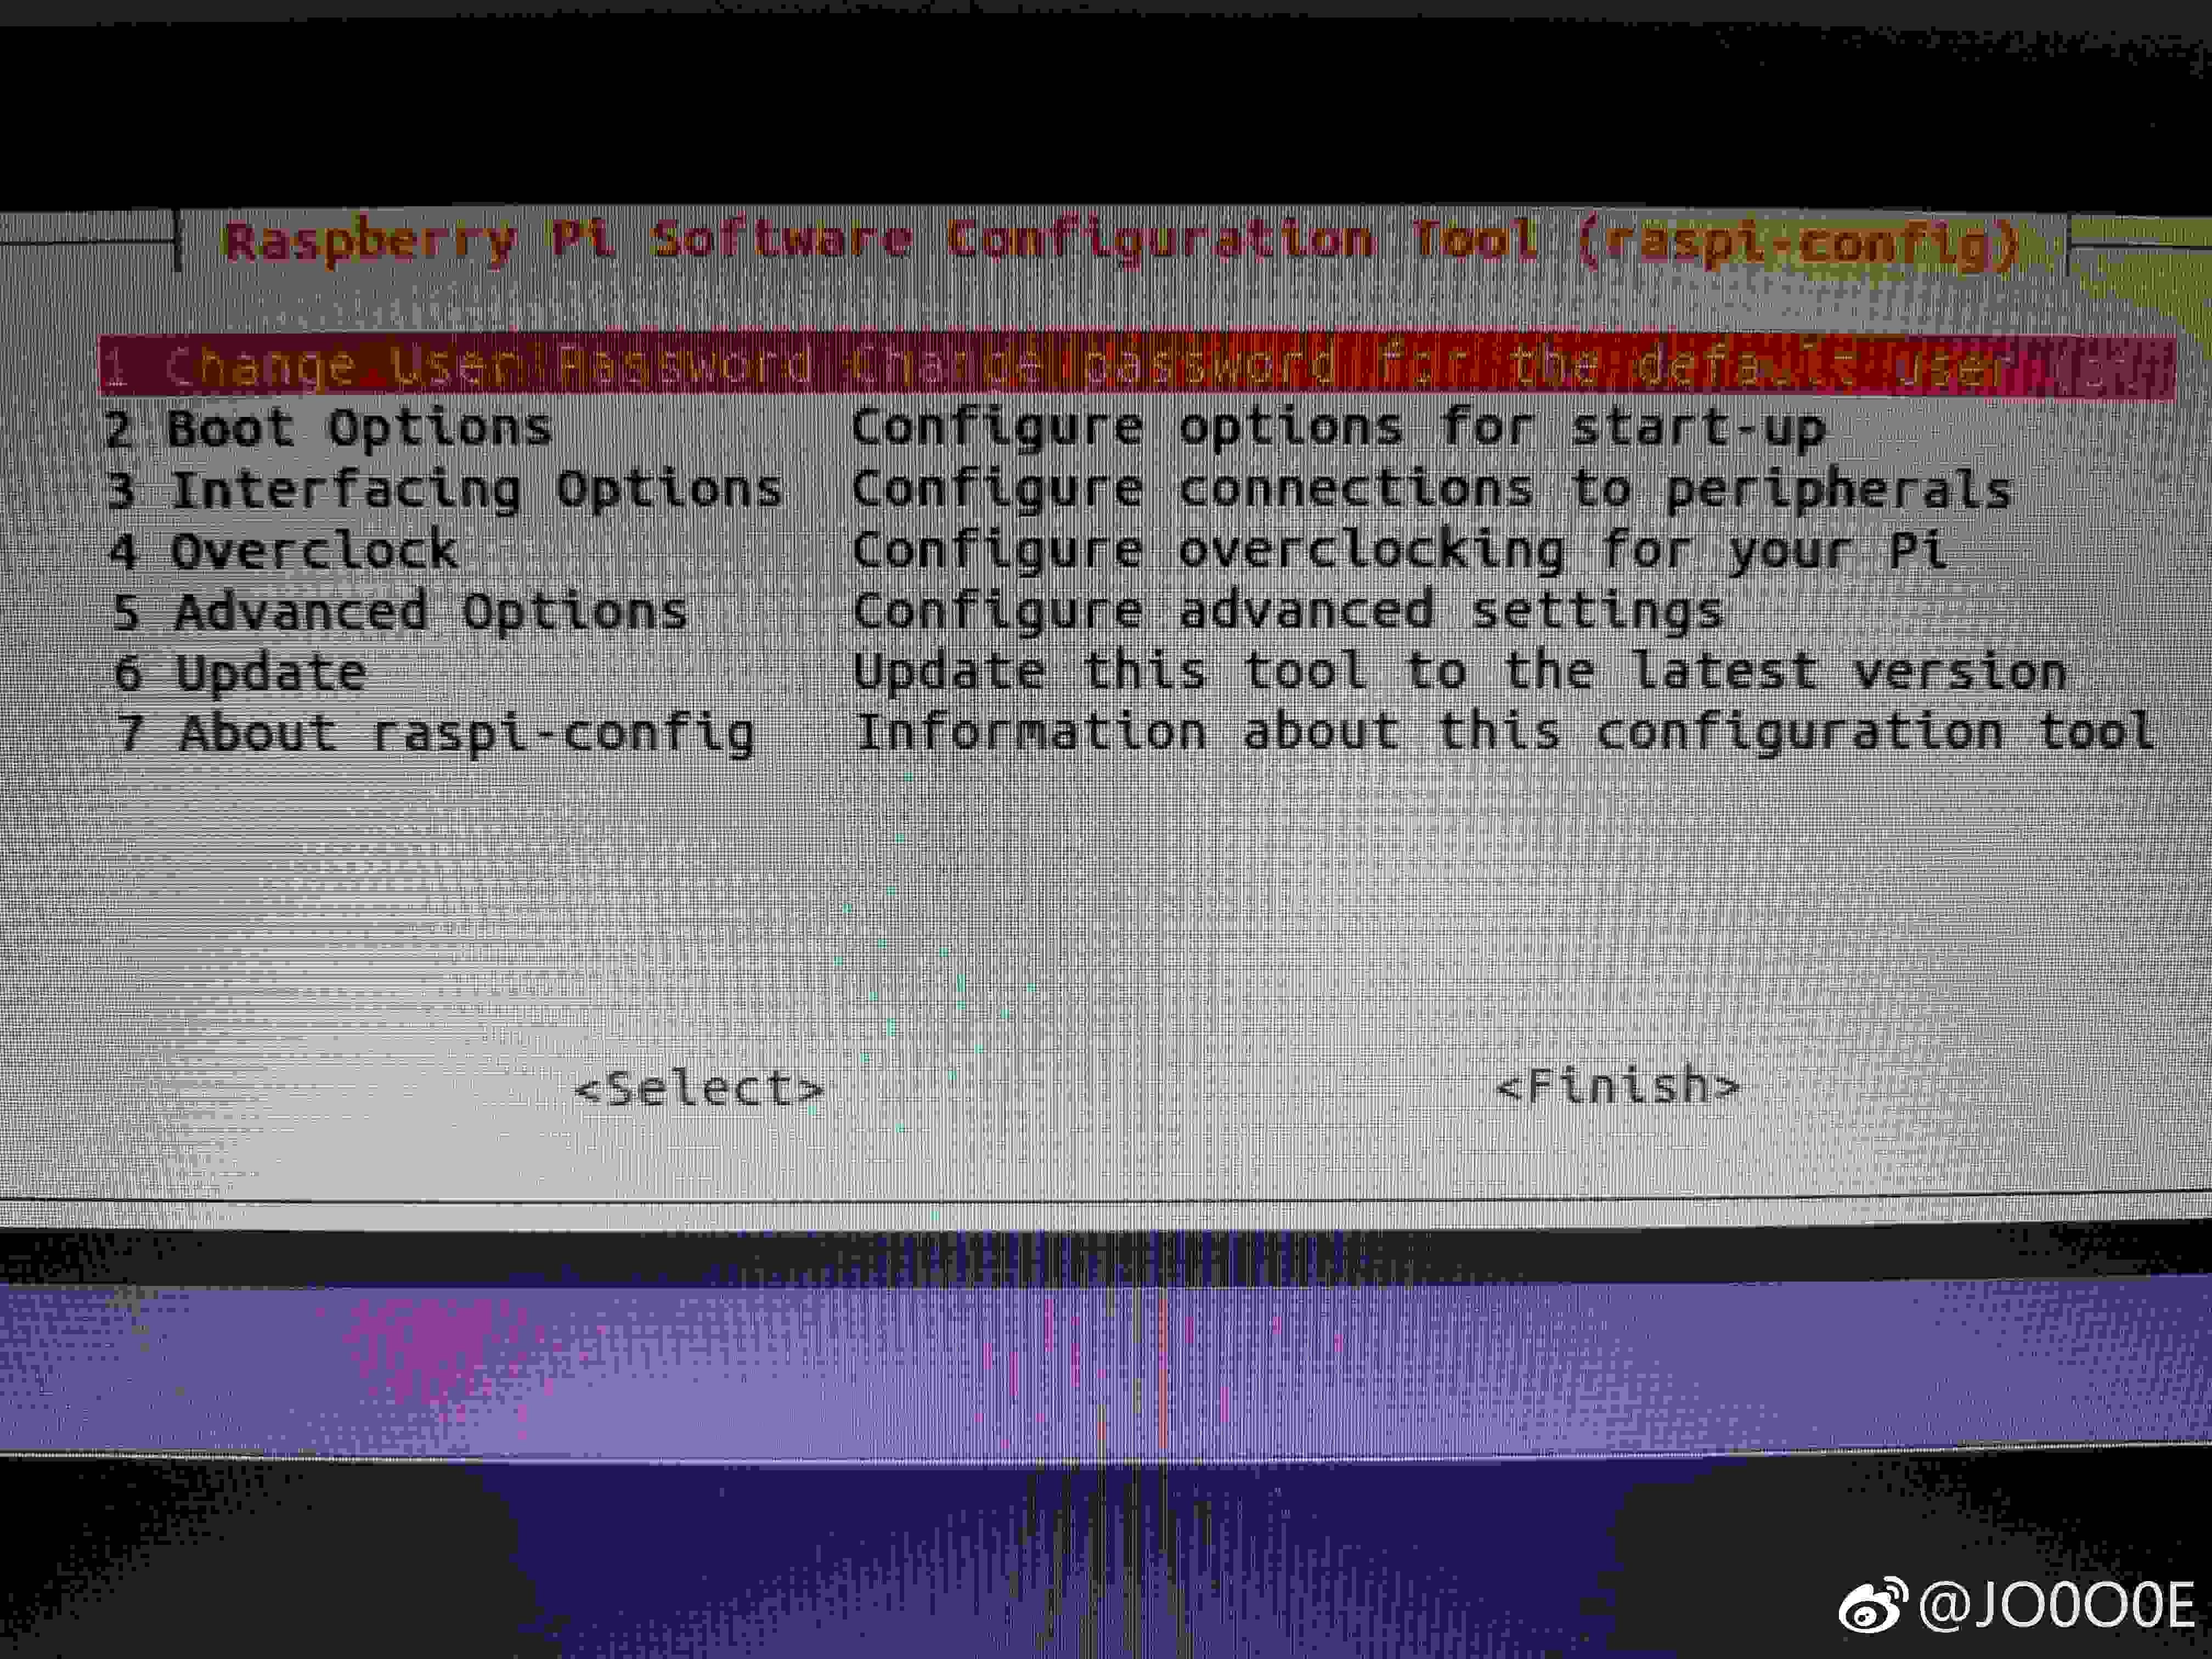 Raspberry Pi Software Configuration Tool (raspi-config)
1 Change User Password Change password for the default user
2 Boot Options Configure options for start-up
3 Interfacing Options Configure connections to peripherals
4 Overclock Configure overclocking for your Pi
5 Advanced Options Configure advanced settings
6 Update Update this tool to the latest version
7 About raspi-config Information about this configuration tool
<Select> <Finish>
@JO0O0E